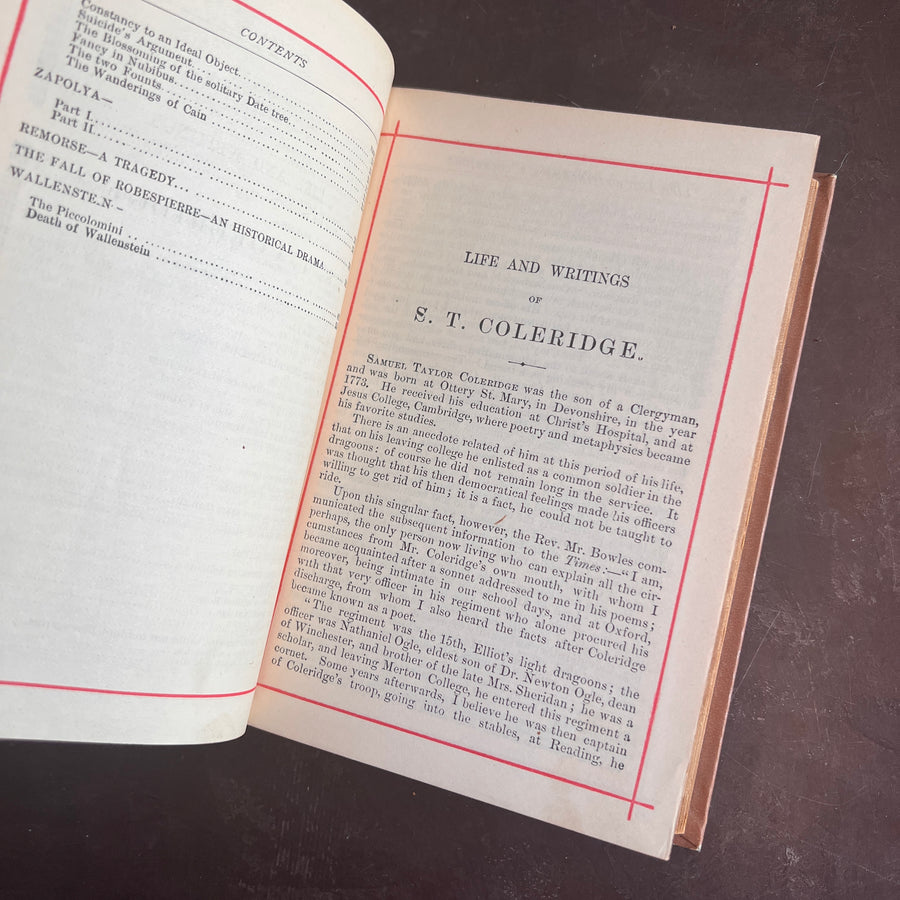 CONTENTS
Constancy to an Ideal Object
Suicide's Argument
The Blossoming of the solitary Date tree
Fancy in Nubibus
The two Founts
The Wanderings of Cain
ZAPOLYA—
Part I.
Part II.
REMORSE—A TRAGEDY
THE FALL OF ROBESPIERRE—AN HISTORICAL DRAMA
WALLENSTE.N-
The Piccolomini
Death of Wallenstein
LIFE AND WRITINGS
OF
S. T. COLERIDGE.
SAMUEL TAYLOR COLERIDGE was the son of a Clergyman,
and was born at Ottery St. Mary, in Devonshire, in the year
1773. He received his education at Christ's Hospital, and at
Jesus College, Cambridge, where poetry and metaphysics became
his favorite studies.
There is an anecdote related of him at this period of his life,
that on his leaving college he enlisted as a common soldier in the
dragoons: of course he did not remain long in the service. It
was thought that his then democratical feelings made his officers
willing to get rid of him; it is a fact, he could not be taught to
ride.
Upon this singular fact, however, the Rev. Mr. Bowles com-
municated the subsequent information to the Times:—"I am,
perhaps, the only person now living who can explain all the cir-
cumstances from Mr. Coleridge's own mouth, with whom I
became acquainted after a sonnet addressed to me in his poems;
moreover, being intimate in our school days, and at Oxford,
with that very officer in his regiment who alone procured his
discharge, from whom I also heard the facts after Coleridge
became known as a poet.
"The regiment was the 15th, Elliot's light dragoons; the
officer was Nathaniel Ogle, eldest son of Dr. Newton Ogle, dean
of Winchester, and brother of the late Mrs. Sheridan; he was a
scholar, and leaving Merton College, he entered this regiment a
cornet. Some years afterwards, I believe he was then captain
of Coleridge's troop, going into the stables, at Reading, he